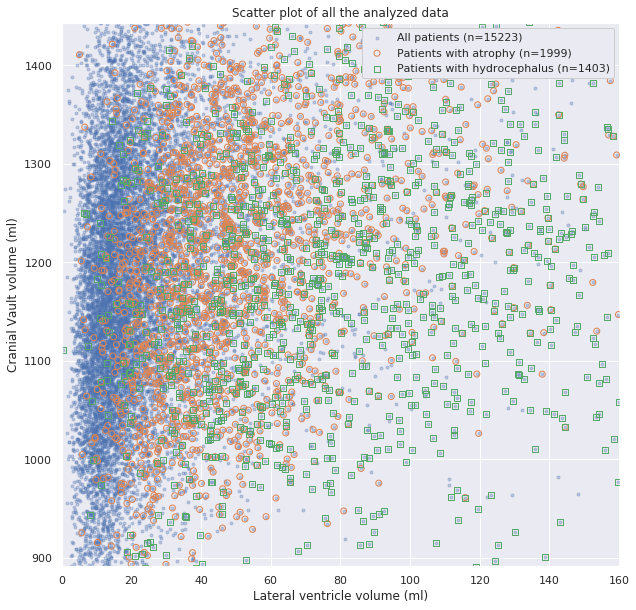 Scatter plot of all the analyzed data
All patients (n=15223)
Patients with atrophy (n=1999)
Patients with hydrocephalus (n=1403)
Cranial Vault volume (ml)
1400
1300
1200
1100
1000
900
0 20 40 60 80 100 120 140 160
Lateral ventricle volume (ml)